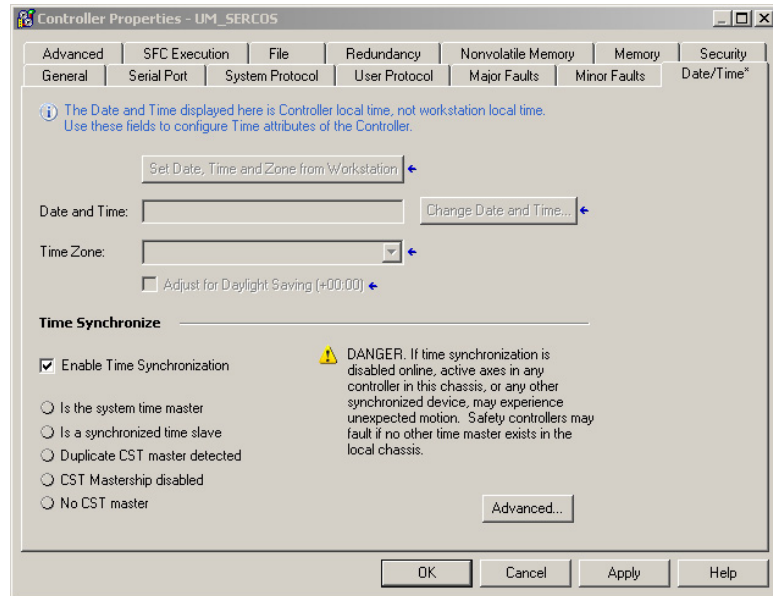 Controller Properties - UM_SERCOS
Advanced SFC Execution File Redundancy Nonvolatile Memory Memory Security
General Serial Port System Protocol User Protocol Major Faults Minor Faults Date/Time*
The Date and Time displayed here is Controller local time, not workstation local time.
Use these fields to configure Time attributes of the Controller.
Set Date, Time and Zone from Workstation
Date and Time: Change Date and Time...
Time Zone:
Adjust for Daylight Saving (+00:00)
Time Synchronize
Enable Time Synchronization
DANGER. If time synchronization is
disabled online, active axes in any
controller in this chassis, or any other
synchronized device, may experience
unexpected motion. Safety controllers may
fault if no other time master exists in the
local chassis.
Is the system time master
Is a synchronized time slave
Duplicate CST master detected
CST Mastership disabled
No CST master
Advanced...
OK Cancel Apply Help